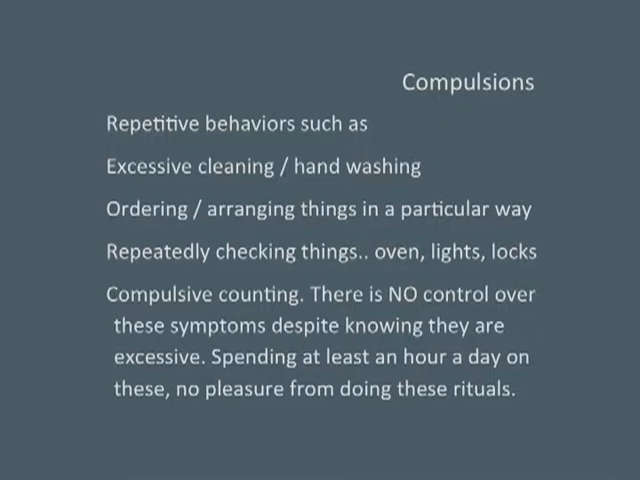 Compulsions
Repetitive behaviors such as
Excessive cleaning / hand washing
Ordering / arranging things in a particular way
Repeatedly checking things.. oven, lights, locks
Compulsive counting. There is NO control over
these symptoms despite knowing they are
excessive. Spending at least an hour a day on
these, no pleasure from doing these rituals.